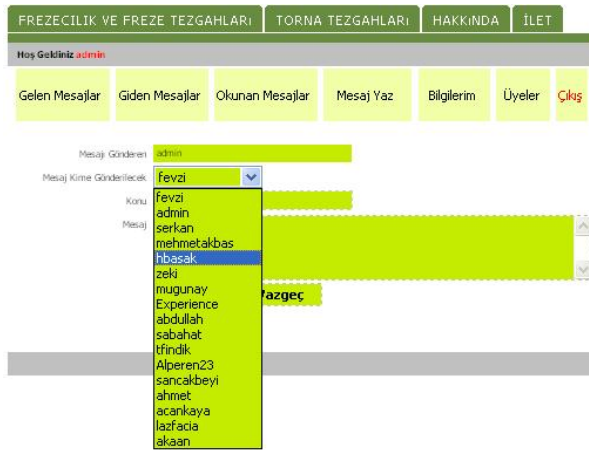 FREZECILIK VE FREZE TEZGAHLARı TORNA TEZGAHLARı HAKKıNDA İLET
Hoş Geldiniz admin
Gelen Mesajlar Giden Mesajlar Okunan Mesajlar Mesaj Yaz Bilgilerim Üyeler Çıkış
Mesajı Gönderen admin
Mesaj Kime Gönderilecek fevzi
Konu
Mesaj
fevzi
admin
serkan
mehmetakbas
hbasak
zeki
mugunay
Experience
abdullah
sabahat
tfindik
Alperen23
sancakbeyi
ahmet
acankaya
lazfacia
akaan
Vazgeç